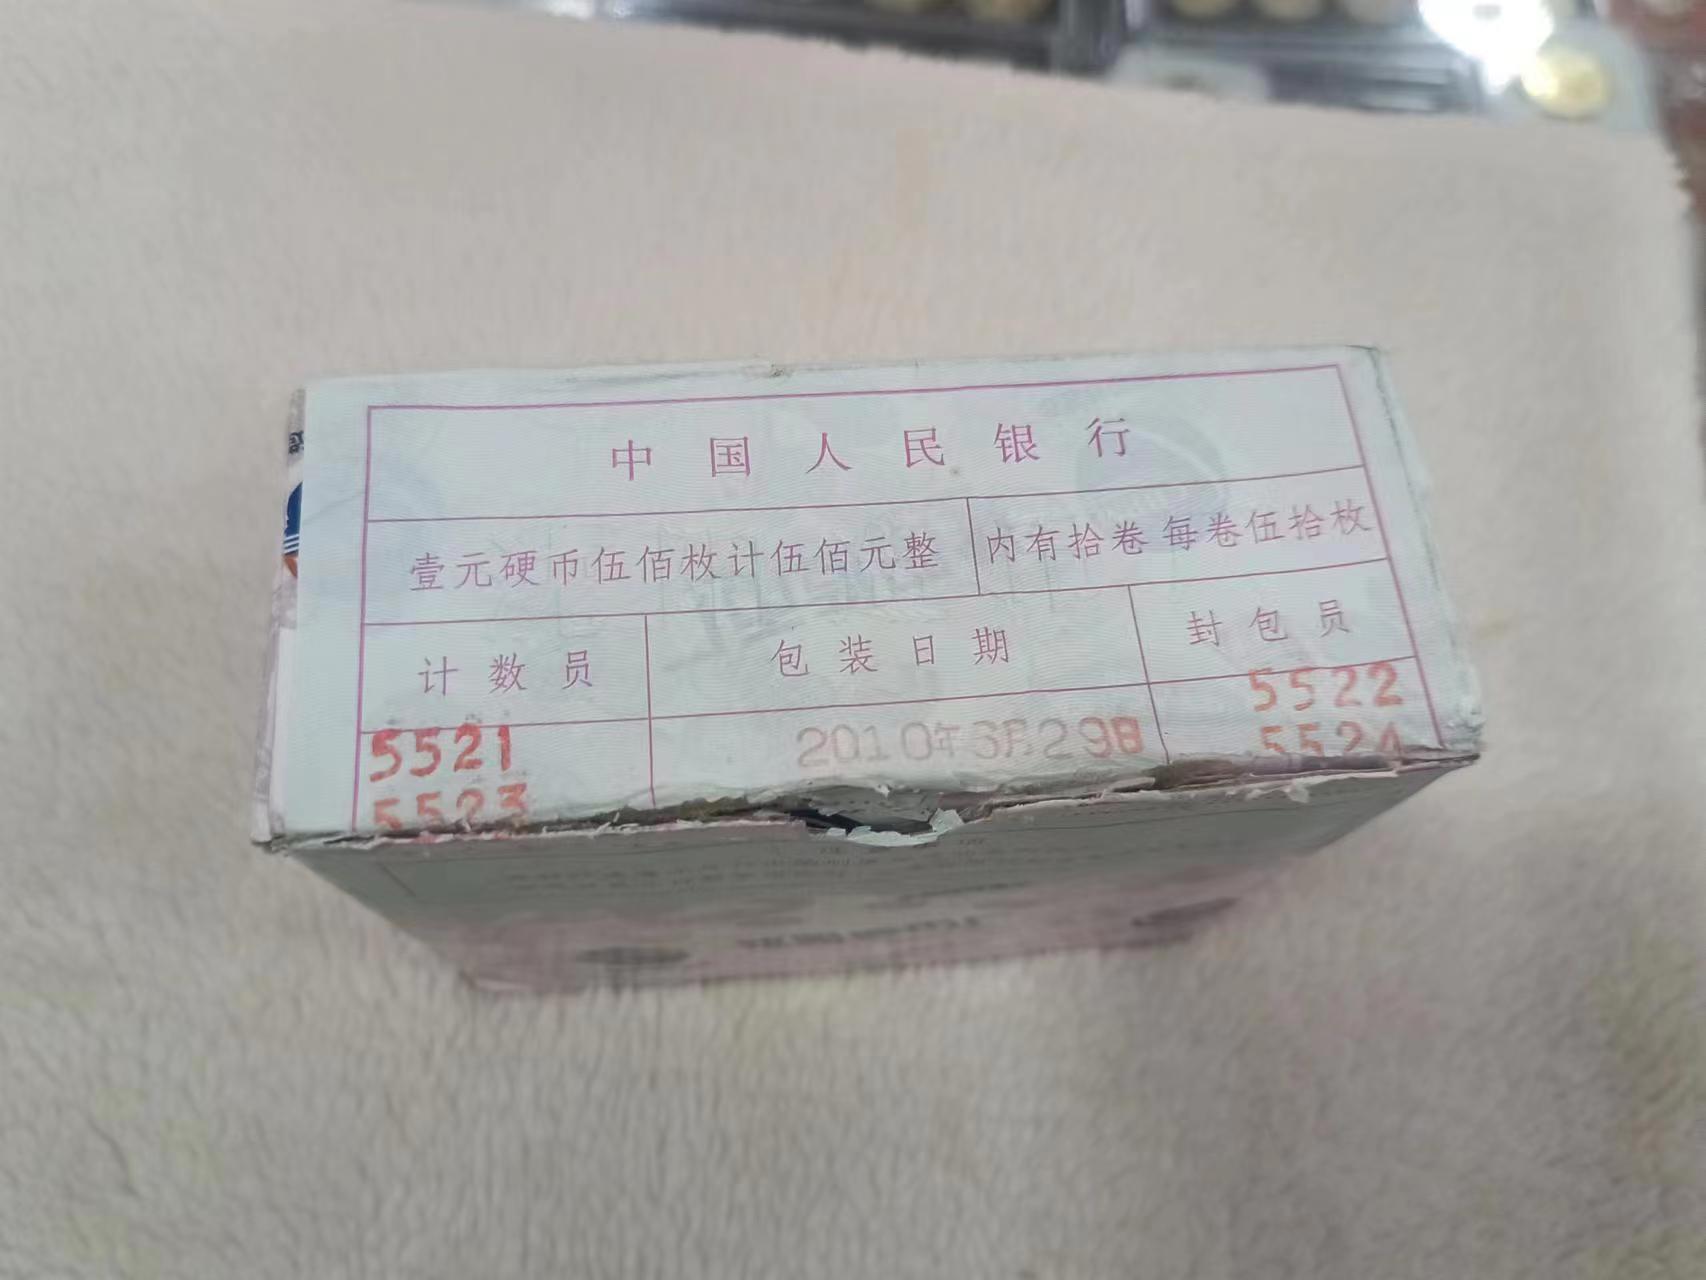 中国人民银行
壹元硬币伍佰枚计伍佰元整 内有拾卷 每卷伍拾枚
计数员 包装日期 封包员
5521 2010年3月29日 5522
5523 5524